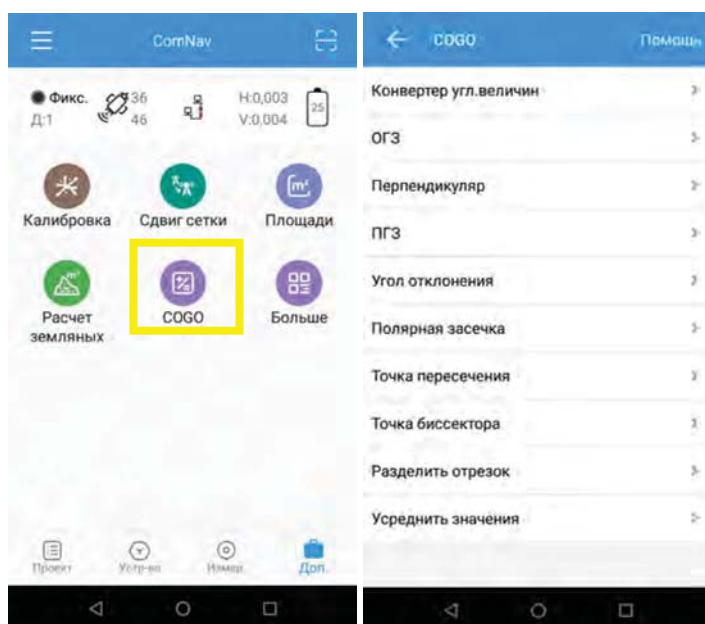 ComNav
Фикс. 36 H:0,003 25
Д:1 46 V:0,004
Калибровка Сдвиг сетки Площади
Расчет земляных COGO Больше
Проект Устр-во Измер. Доп.
COGO Помощь
Конвертер угл.величин
ОГЗ
Перпендикуляр
ПГЗ
Угол отклонения
Полярная засечка
Точка пересечения
Точка биссектора
Разделить отрезок
Усреднить значения